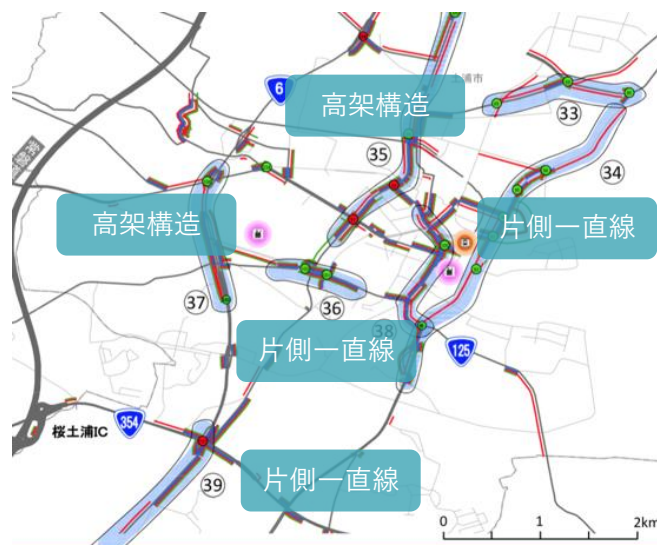 6
土浦市
高架構造
33
35
34
高架構造
片側一直線
37
36
38
片側一直線
125
354
桜土浦IC
39
片側一直線
0 1 2km